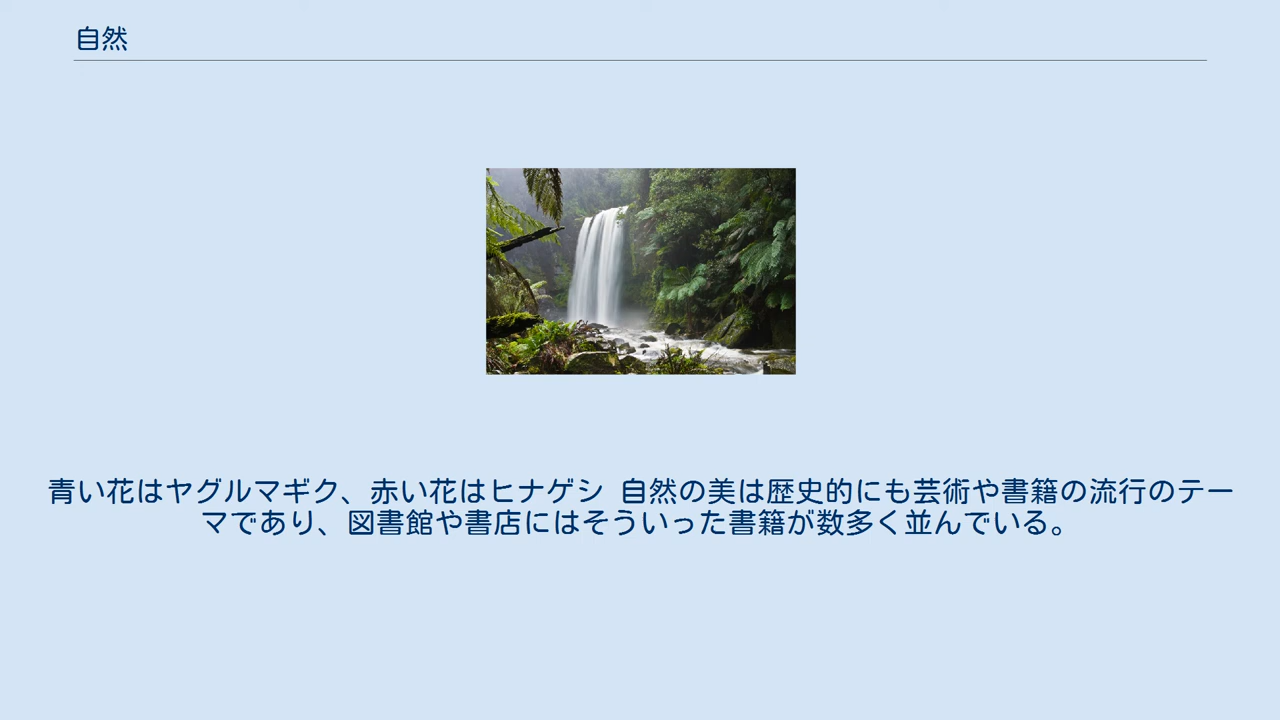 自然
青い花はヤグルマギク、赤い花はヒナゲシ 自然の美は歴史的にも芸術や書籍の流行のテー
マであり、図書館や書店にはそういった書籍が数多く並んでいる。